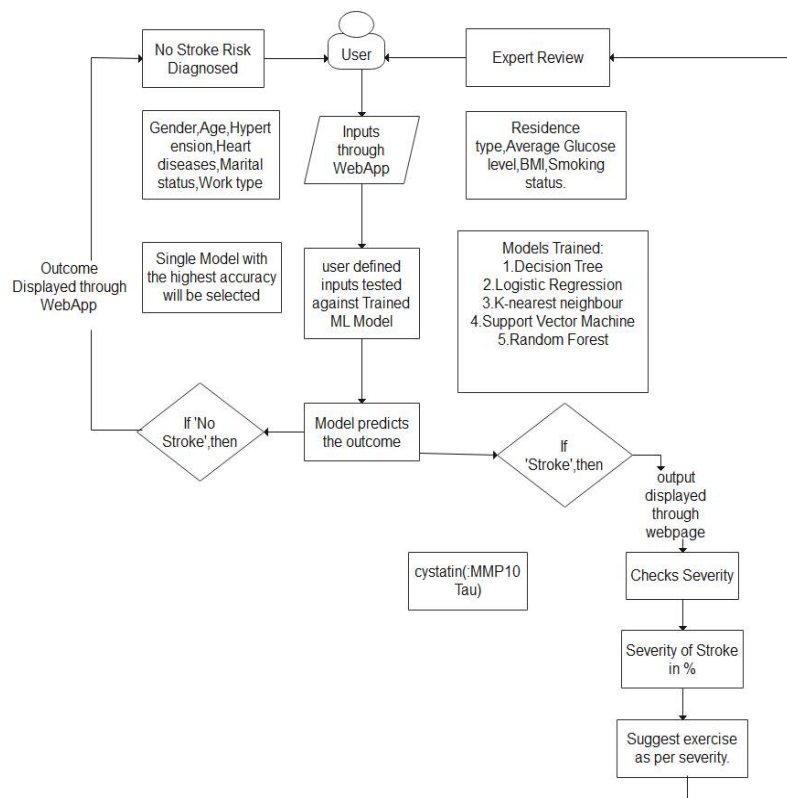 No Stroke Risk
Diagnosed
User
Expert Review
Gender,Age,Hypert
ension,Heart
diseases,Marital
status,Work type
Inputs
through
WebApp
Residence
type,Average Glucose
level,BMI,Smoking
status.
Outcome
Displayed through
WebApp
Single Model with
the highest accuracy
will be selected
user defined
inputs tested
against Trained
ML Model
Models Trained:
1.Decision Tree
2.Logistic Regression
3.K-nearest neighbour
4.Support Vector Machine
5.Random Forest
If 'No
Stroke',then
Model predicts
the outcome
If
'Stroke',then
output
displayed
through
webpage
cystatin(:MMP10
Tau)
Checks Severity
Severity of Stroke
in %
Suggest exercise
as per severity.